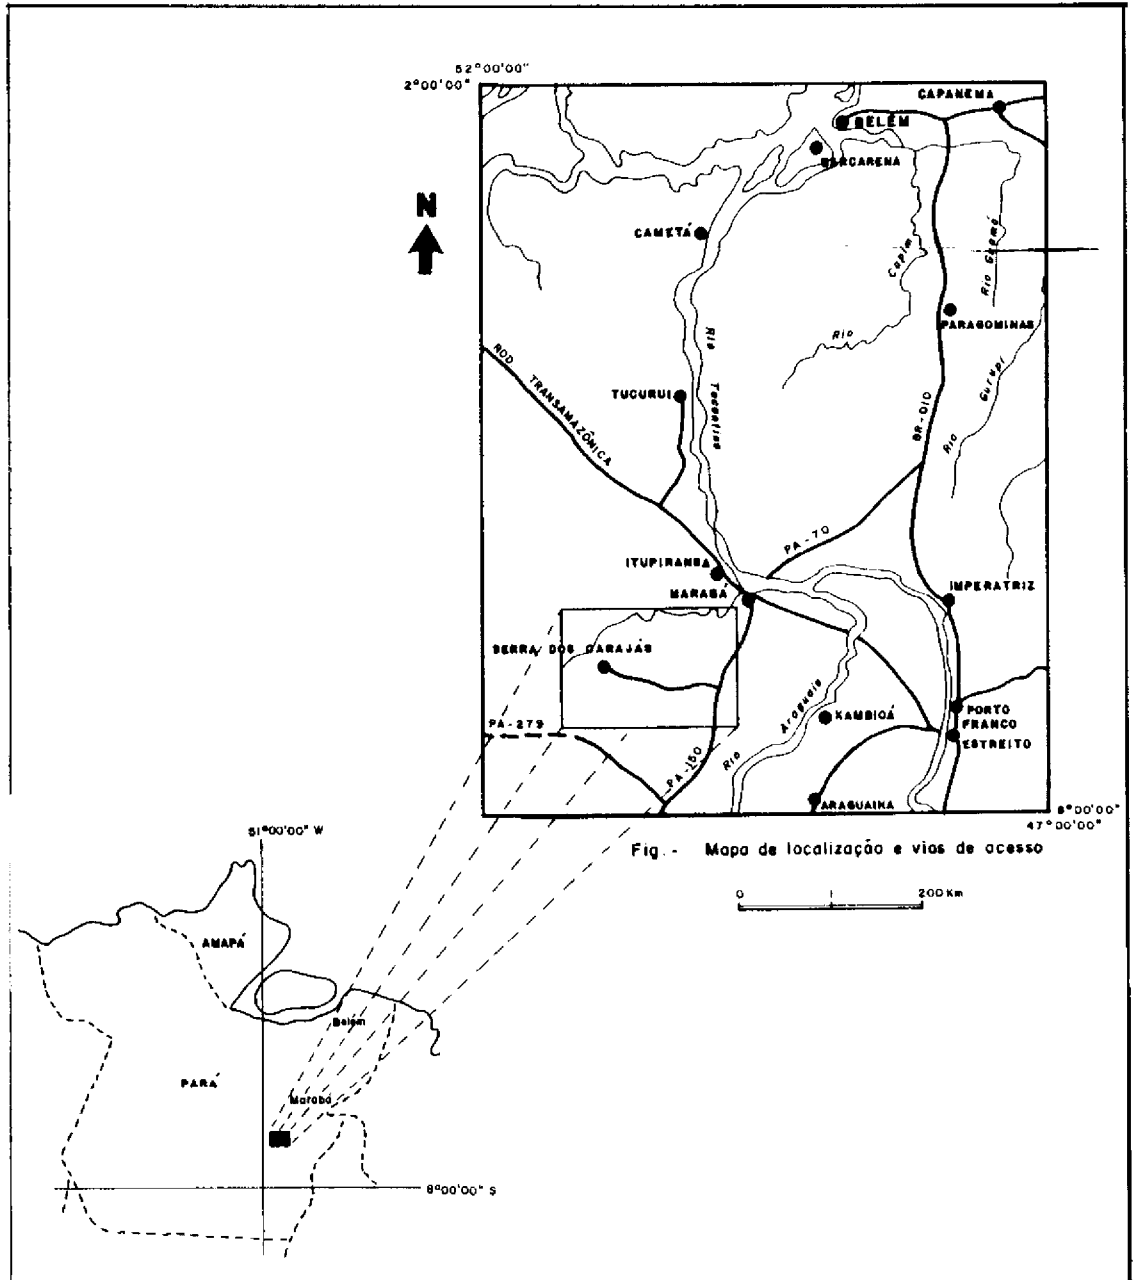 52°00'00"
2°00'00"
CAPANEMA
BELÉM
BARCARENA
N
CAMETÁ
Capim
Rio Guamá
PARAGOMINAS
Rio
Rio
Tocantins
ROD TRANSAMAZÔNICA
TUCURUI
Rio Gurupi
BR-010
PA-70
ITUPIRANGA
MARABÁ
IMPERATRIZ
SERRA DOS CARAJÁS
Rio Araguaia
XAMBIOÁ
PORTO
FRANCO
ESTREITO
PA-279
PA-150
ARAGUAINA
8°00'00"
47°00'00"
Fig. - Mapa de localização e vias de acesso
0 200 Km
51°00'00" W
AMAPÁ
Belém
PARÁ
Marabá
8°00'00" S